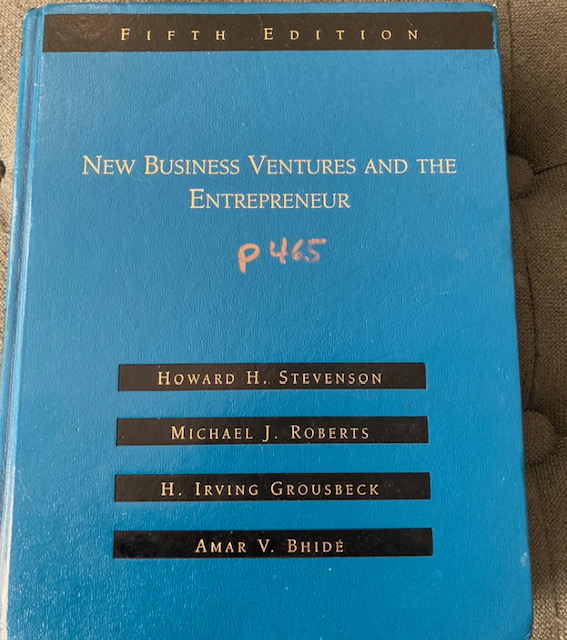 FIFTH EDITION
NEW BUSINESS VENTURES AND THE
ENTREPRENEUR
P 465
HOWARD H. STEVENSON
MICHAEL J. ROBERTS
H. IRVING GROUSBECK
AMAR V. BHIDÉ